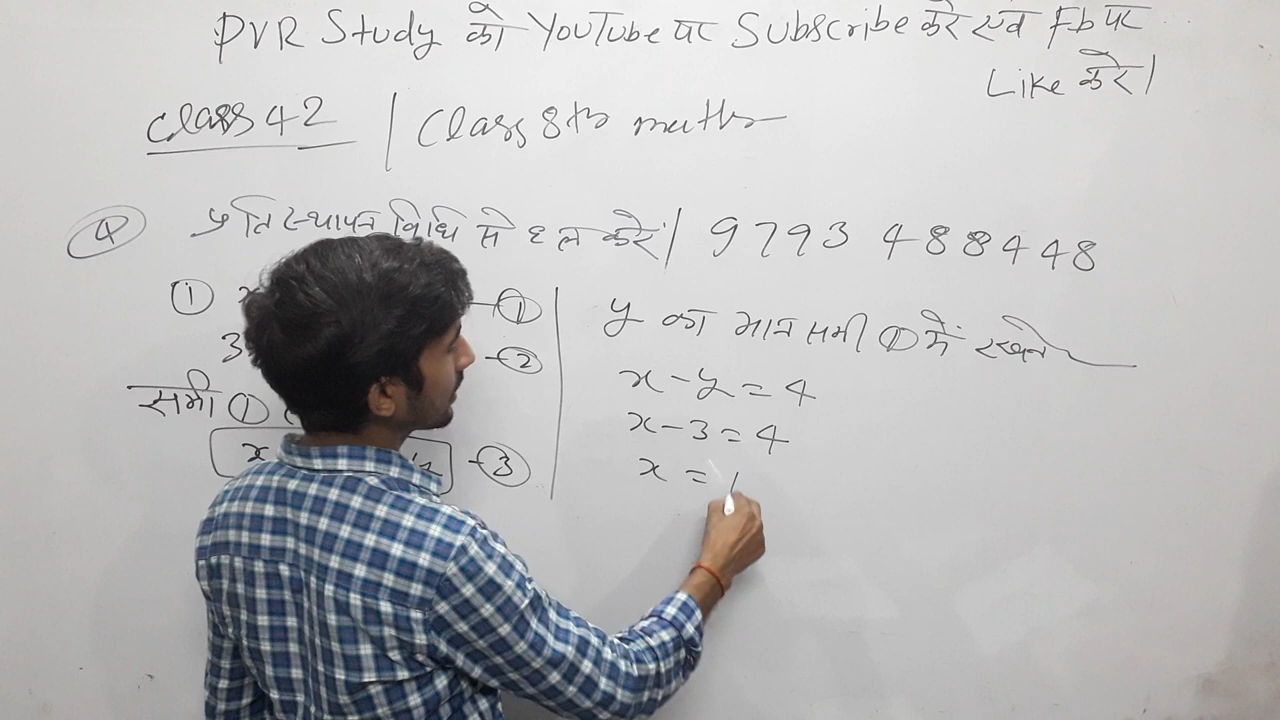 PVR Study को YouTube पर Subscribe करें एवं Fb पर
Like करें।
Class 42 | Class 8th maths
Q प्रतिस्थापन विधि से हल करें| 9793 488448
① x ①
3 ②
समी ①
x ③
y का मान समी ① में रखने
x - y = 4
x - 3 = 4
x =